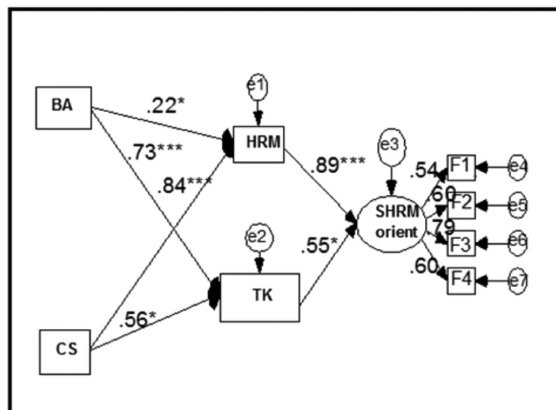 BA
.22*
e1
HRM
.73***
.84***
.89***
e3
SHRM
orient
.54
F1
e4
.60
F2
e5
.79
F3
e6
.60
F4
e7
e2
TK
.55*
.56*
CS